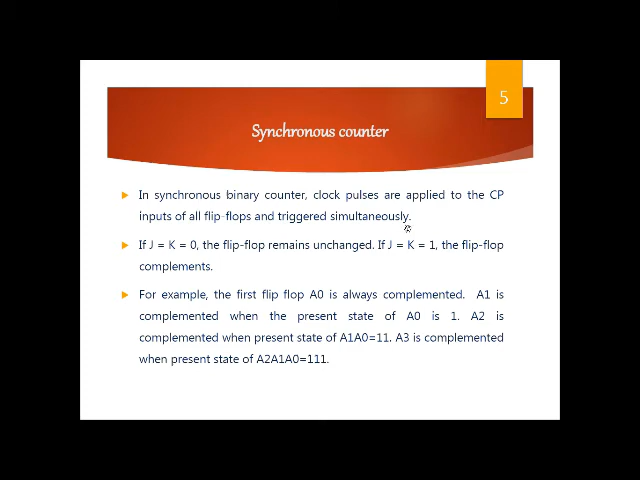 5
Synchronous counter
In synchronous binary counter, clock pulses are applied to the CP
inputs of all flip-flops and triggered simultaneously.
If J = K = 0, the flip-flop remains unchanged. If J = K = 1, the flip-flop
complements.
For example, the first flip flop A0 is always complemented. A1 is
complemented when the present state of A0 is 1. A2 is
complemented when present state of A1A0=11. A3 is complemented
when present state of A2A1A0=111.